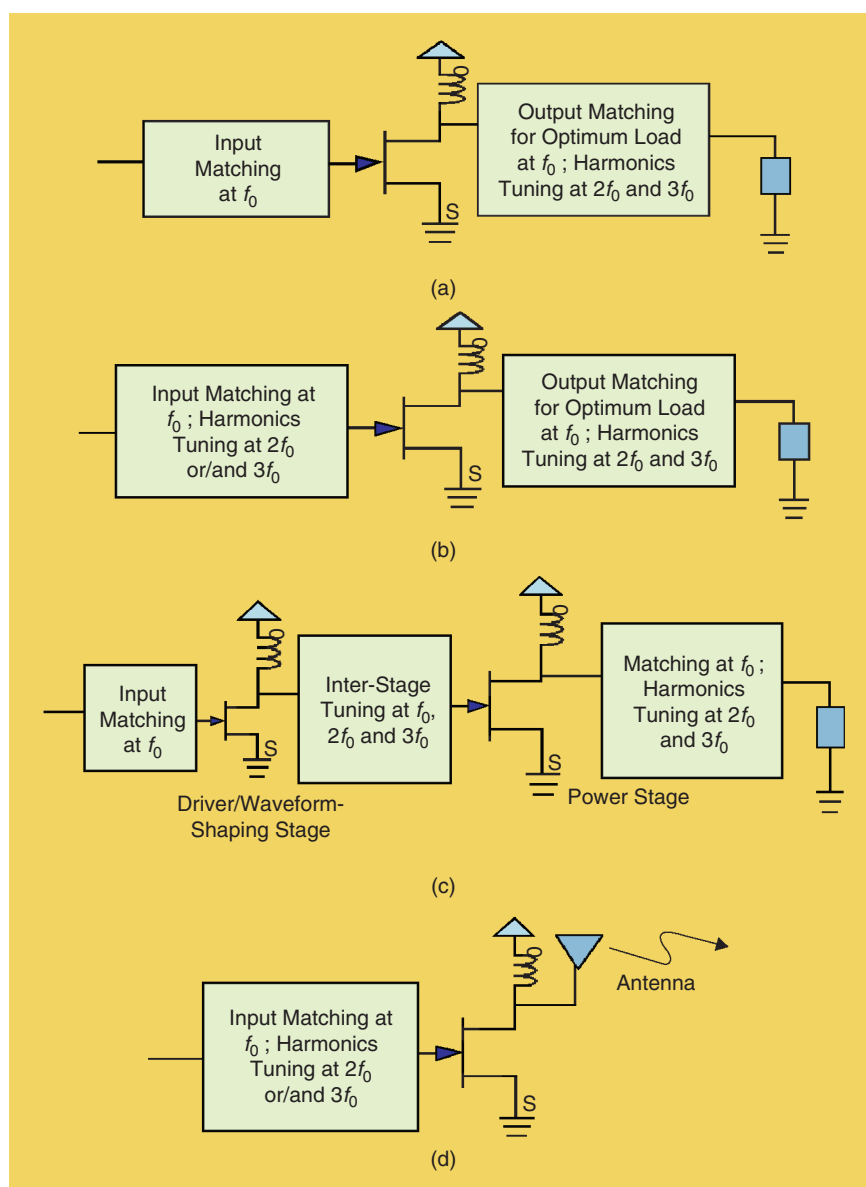 Input
Matching
at f0
S
Output Matching
for Optimum Load
at f0 ; Harmonics
Tuning at 2f0 and 3f0
(a)
Input Matching at
f0 ; Harmonics
Tuning at 2f0
or/and 3f0
S
Output Matching
for Optimum Load
at f0 ; Harmonics
Tuning at 2f0 and 3f0
(b)
Input
Matching
at f0
S
Driver/Waveform-
Shaping Stage
Inter-Stage
Tuning at f0,
2f0 and 3f0
S
Power Stage
Matching at f0 ;
Harmonics
Tuning at 2f0
and 3f0
(c)
Input Matching at
f0 ; Harmonics
Tuning at 2f0
or/and 3f0
S
Antenna
(d)